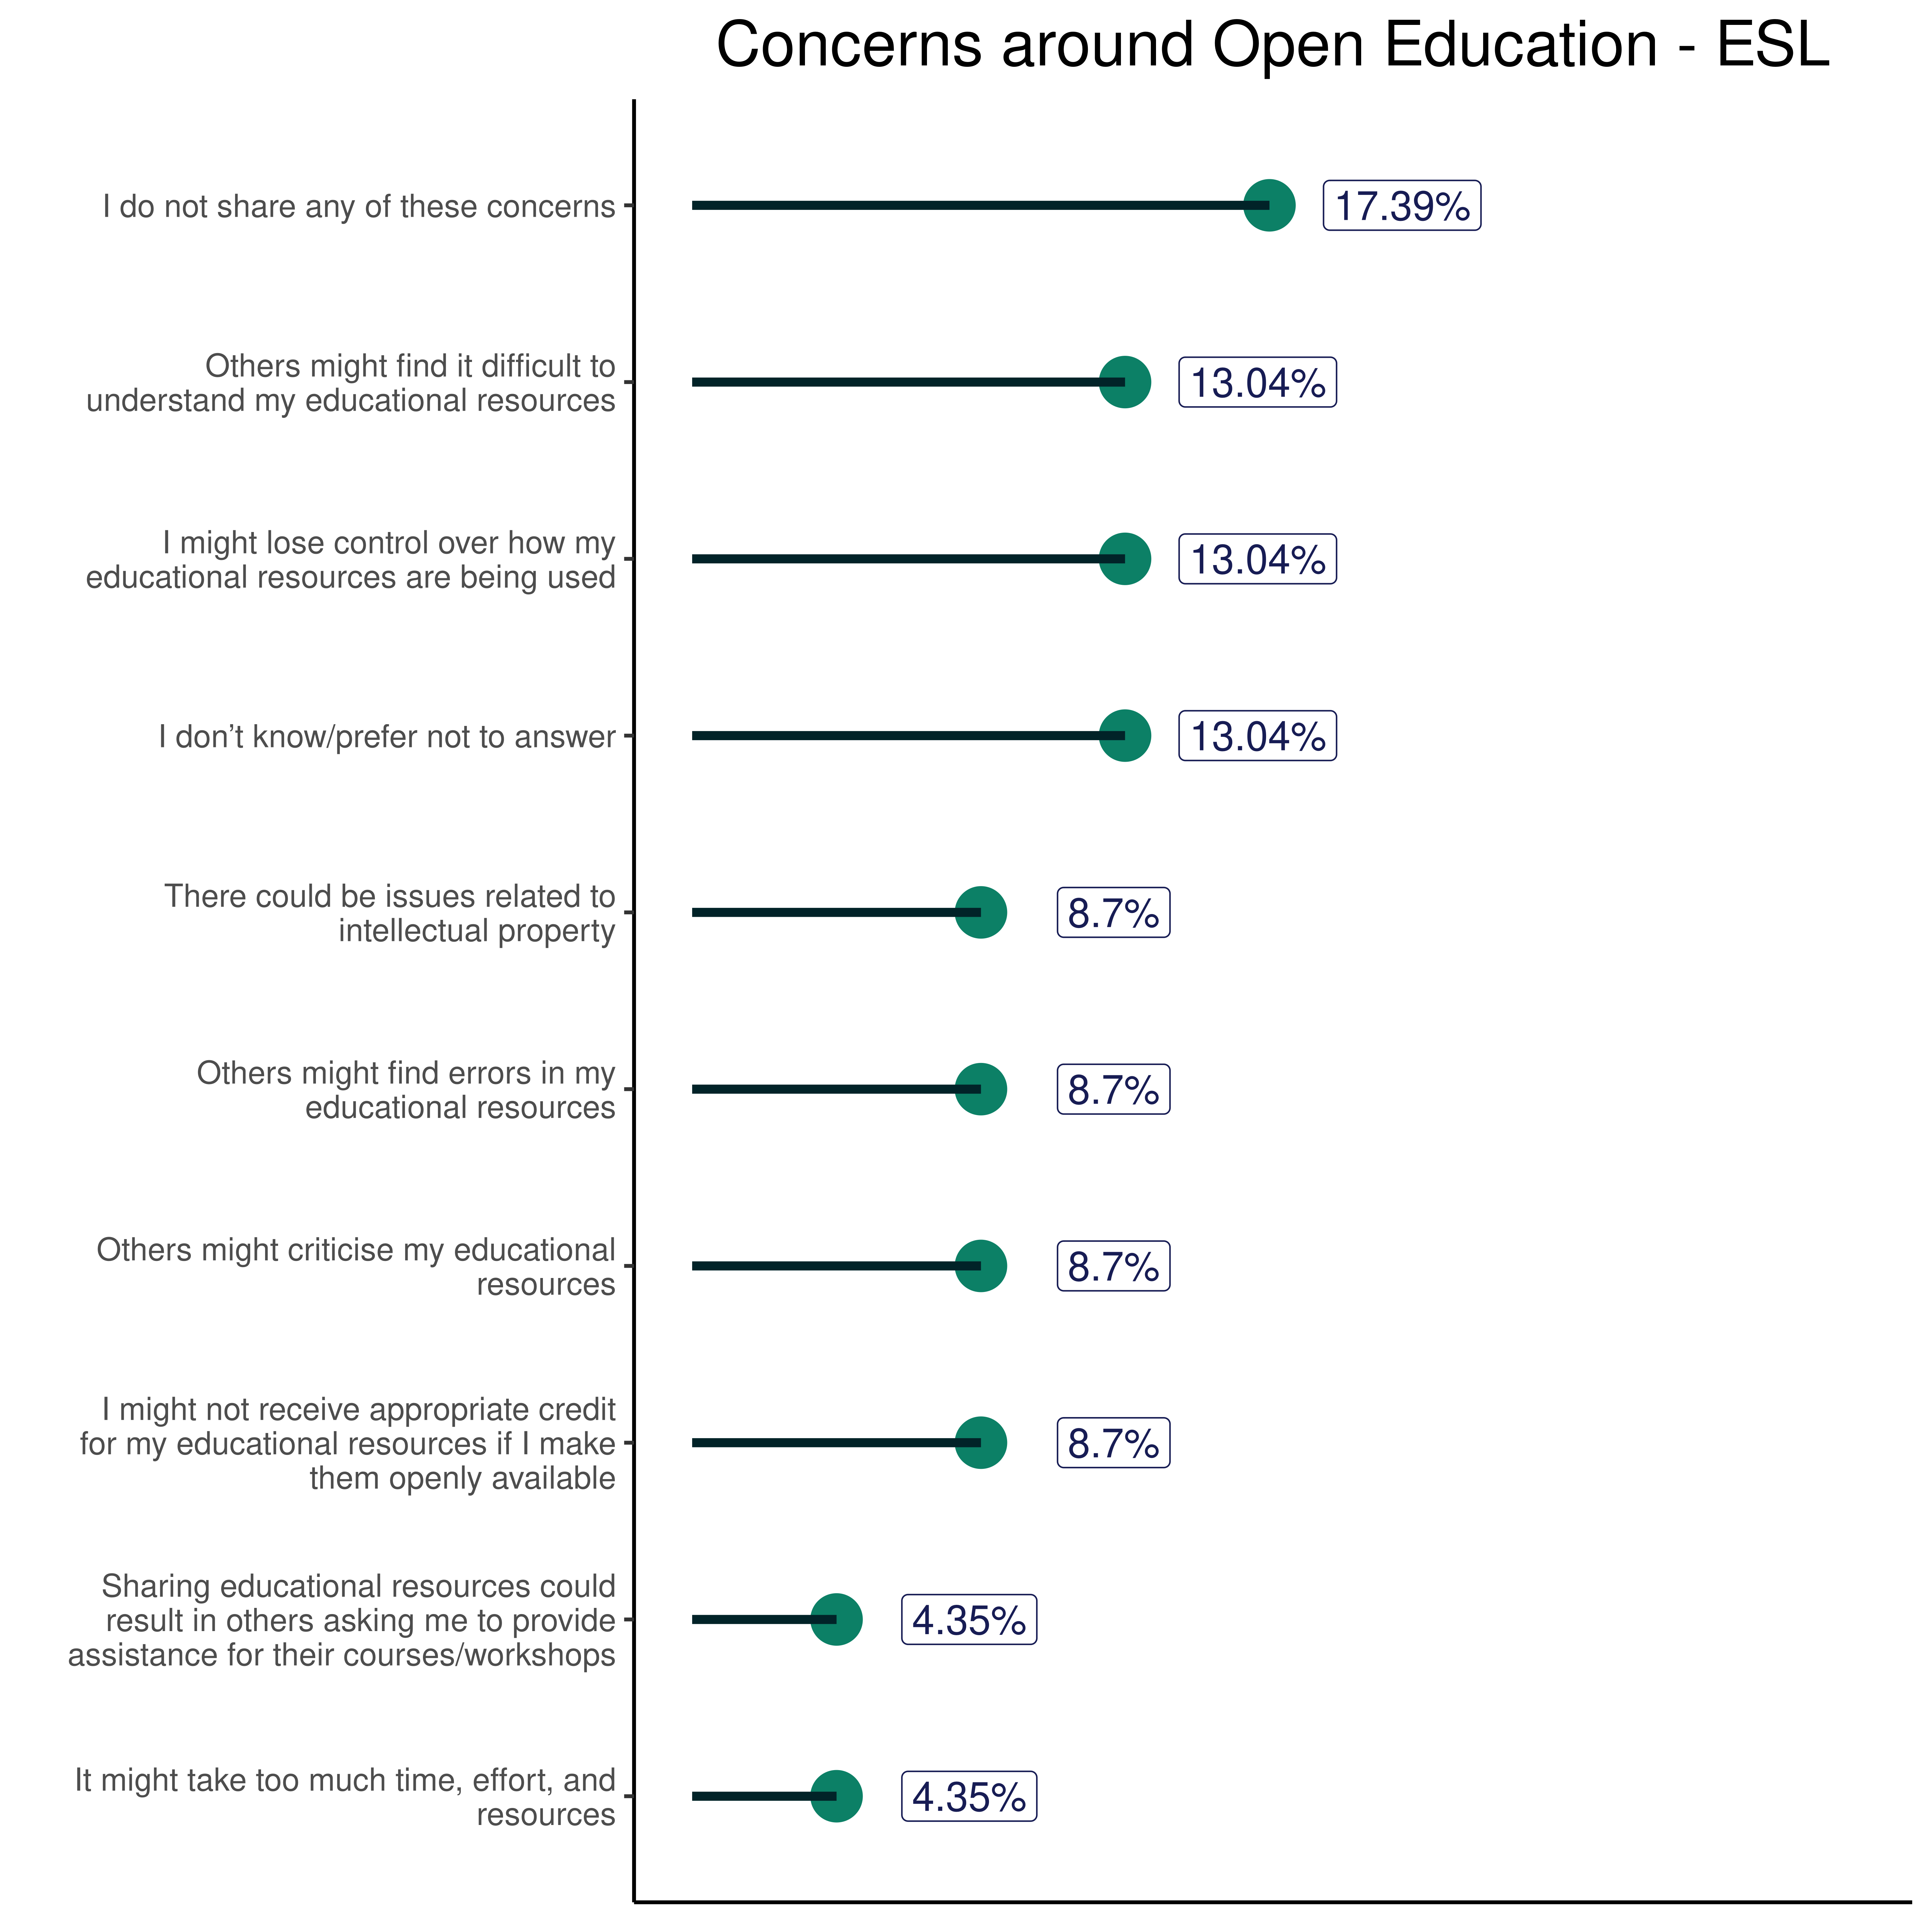 Concerns around Open Education - ESL
I do not share any of these concerns
17.39%
Others might find it difficult to
understand my educational resources
13.04%
I might lose control over how my
educational resources are being used
13.04%
I don’t know/prefer not to answer
13.04%
There could be issues related to
intellectual property
8.7%
Others might find errors in my
educational resources
8.7%
Others might criticise my educational
resources
8.7%
I might not receive appropriate credit
for my educational resources if I make
them openly available
8.7%
Sharing educational resources could
result in others asking me to provide
assistance for their courses/workshops
4.35%
It might take too much time, effort, and
resources
4.35%